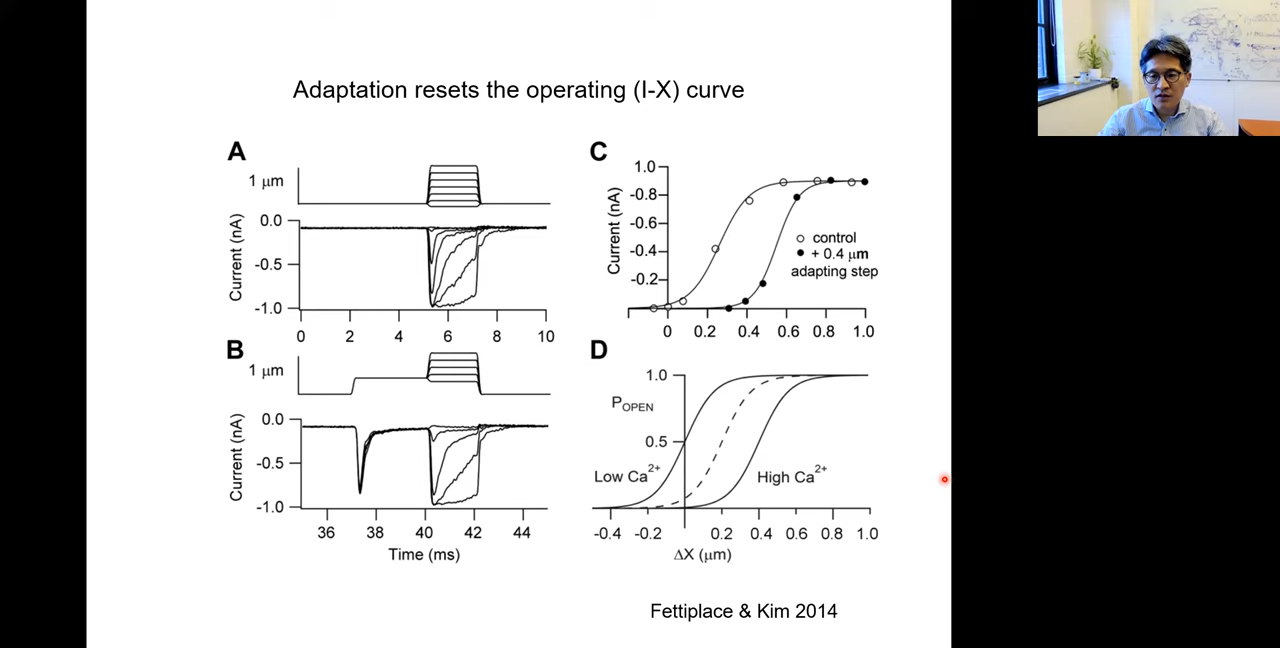 Adaptation resets the operating (I-X) curve
A
1 μm
Current (nA)
0.0
-0.5
-1.0
0 2 4 6 8 10
B
1 μm
Current (nA)
0.0
-0.5
-1.0
36 38 40 42 44
Time (ms)
C
Current (nA)
1.0
-0.8
-0.6
-0.4
-0.2
control
+ 0.4 μm
adapting step
0 0.2 0.4 0.6 0.8 1.0
D
1.0
POPEN
0.5
Low Ca2+
High Ca2+
-0.4 -0.2 0.2 0.4 0.6 0.8 1.0
ΔX (μm)
Fettiplace & Kim 2014